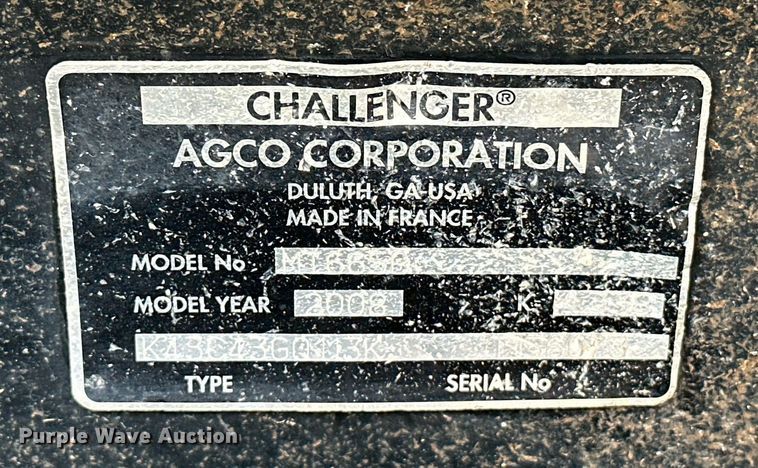 CHALLENGER®
AGCO CORPORATION
DULUTH, GA-USA
MADE IN FRANCE
MODEL No
MODEL YEAR 2009 K
TYPE SERIAL No
Purple Wave Auction